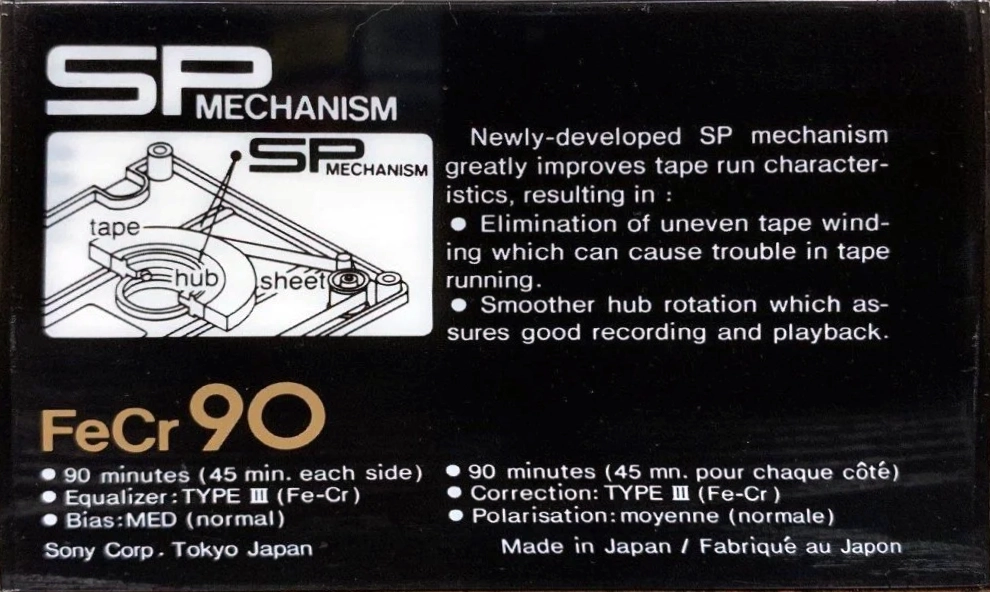 SP MECHANISM
SP MECHANISM
tape
hub
sheet
Newly-developed SP mechanism
greatly improves tape run character-
istics, resulting in :
● Elimination of uneven tape wind-
ing which can cause trouble in tape
running.
● Smoother hub rotation which as-
sures good recording and playback.
FeCr 90
● 90 minutes (45 min. each side)
● Equalizer: TYPE III (Fe-Cr)
● Bias: MED (normal)
Sony Corp. Tokyo Japan
● 90 minutes (45 mn. pour chaque côté)
● Correction: TYPE III (Fe-Cr)
● Polarisation: moyenne (normale)
Made in Japan / Fabriqué au Japon